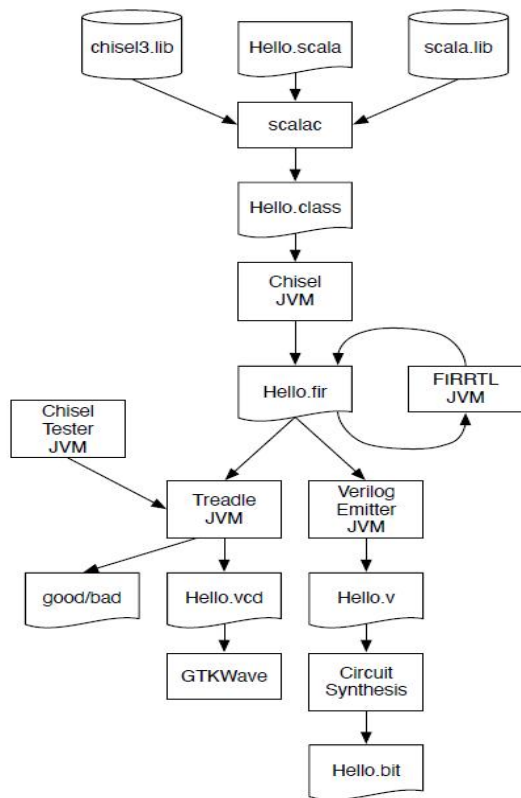 chisel3.lib
Hello.scala
scala.lib
scalac
Hello.class
Chisel
JVM
Hello.fir
FIRRTL
JVM
Chisel
Tester
JVM
Treadle
JVM
Verilog
Emitter
JVM
good/bad
Hello.vcd
Hello.v
GTKWave
Circuit
Synthesis
Hello.bit